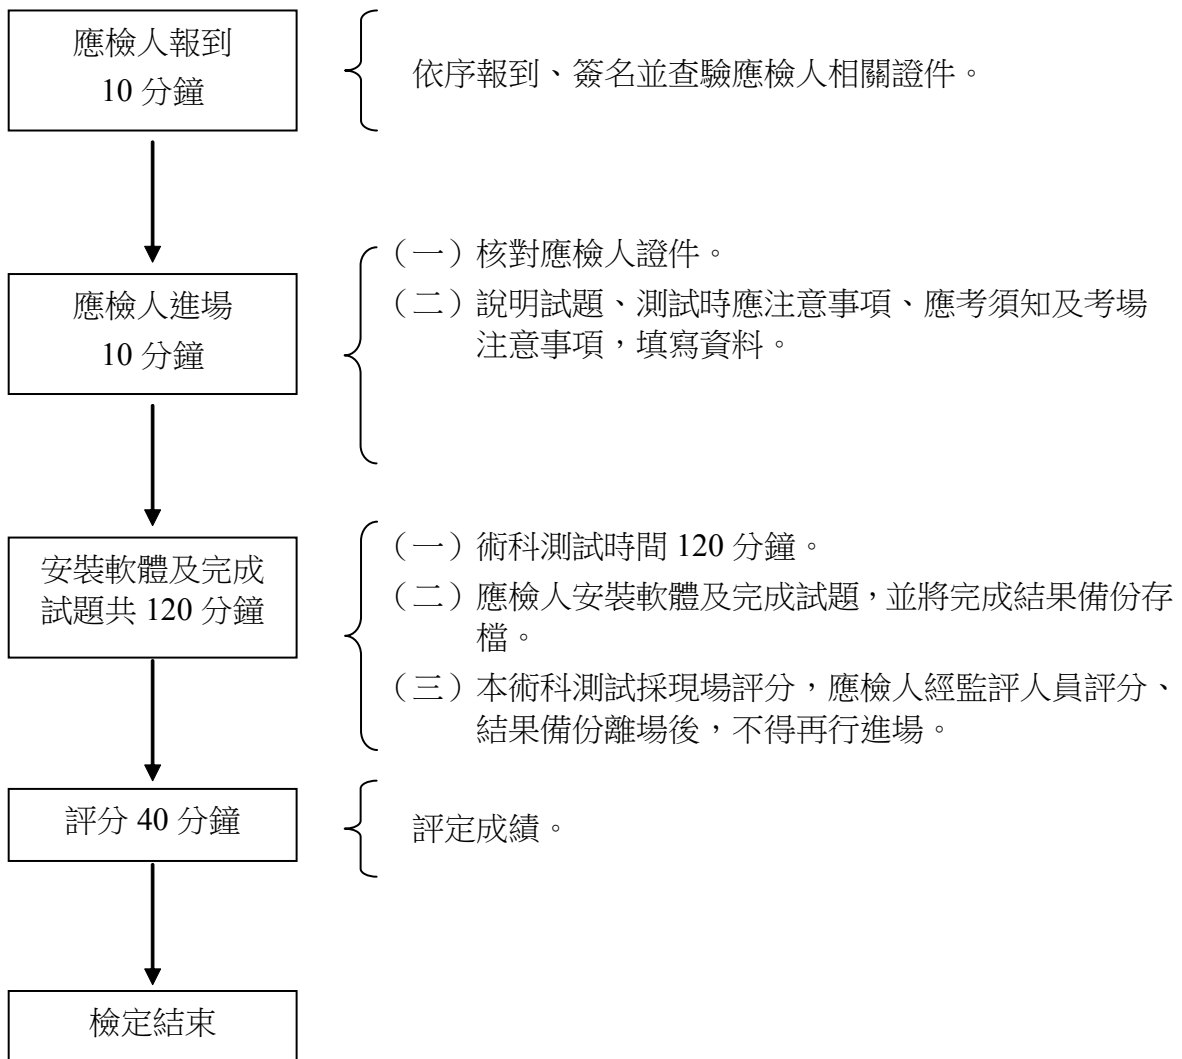 應檢人報到
10 分鐘
依序報到、簽名並查驗應檢人相關證件。
應檢人進場
10 分鐘
（一）核對應檢人證件。
（二）說明試題、測試時應注意事項、應考須知及考場
注意事項，填寫資料。
安裝軟體及完成
試題共 120 分鐘
（一）術科測試時間 120 分鐘。
（二）應檢人安裝軟體及完成試題，並將完成結果備份存
檔。
（三）本術科測試採現場評分，應檢人經監評人員評分、
結果備份離場後，不得再行進場。
評分 40 分鐘
評定成績。
檢定結束